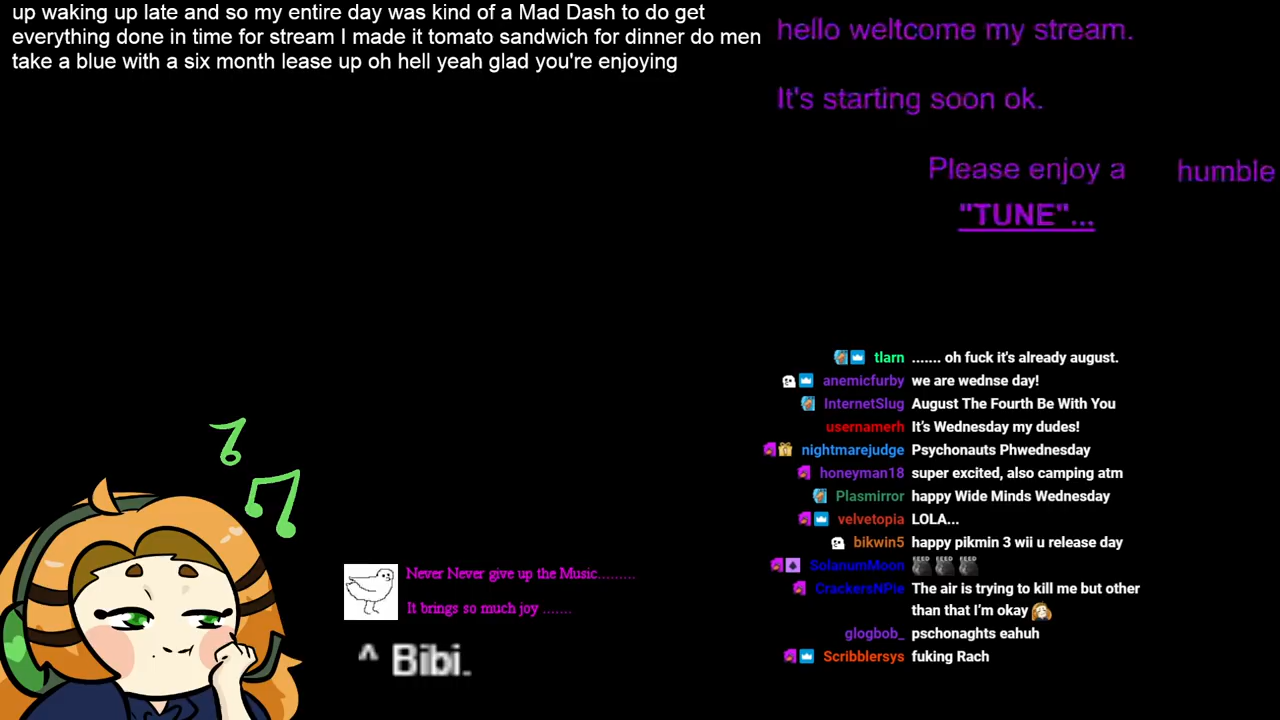 up waking up late and so my entire day was kind of a Mad Dash to do get
everything done in time for stream I made it tomato sandwich for dinner do men
take a blue with a six month lease up oh hell yeah glad you're enjoying
hello weltcome my stream.
It's starting soon ok.
Please enjoy a humble
"TUNE"...
tlarn ....... oh fuck it's already august.
anemicfurby we are wednse day!
InternetSlug August The Fourth Be With You
usernamerh It's Wednesday my dudes!
nightmarejudge Psychonauts Phwednesday
honeyman18 super excited, also camping atm
Plasmirror happy Wide Minds Wednesday
velvetopia LOLA...
bikwin5 happy pikmin 3 wii u release day
SolanumMoon
CrackersNPie The air is trying to kill me but other
than that I'm okay
glogbob_ pschonaghts eahuh
Scribblersys fuking Rach
Never Never give up the Music.........
It brings so much joy .......
^ Bibi.